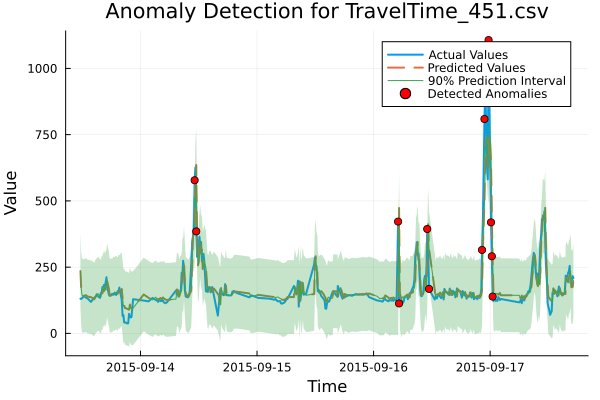 Anomaly Detection for TravelTime_451.csv
Actual Values
Predicted Values
90% Prediction Interval
Detected Anomalies
1000
750
500
250
0
Value
2015-09-14
2015-09-15
2015-09-16
2015-09-17
Time